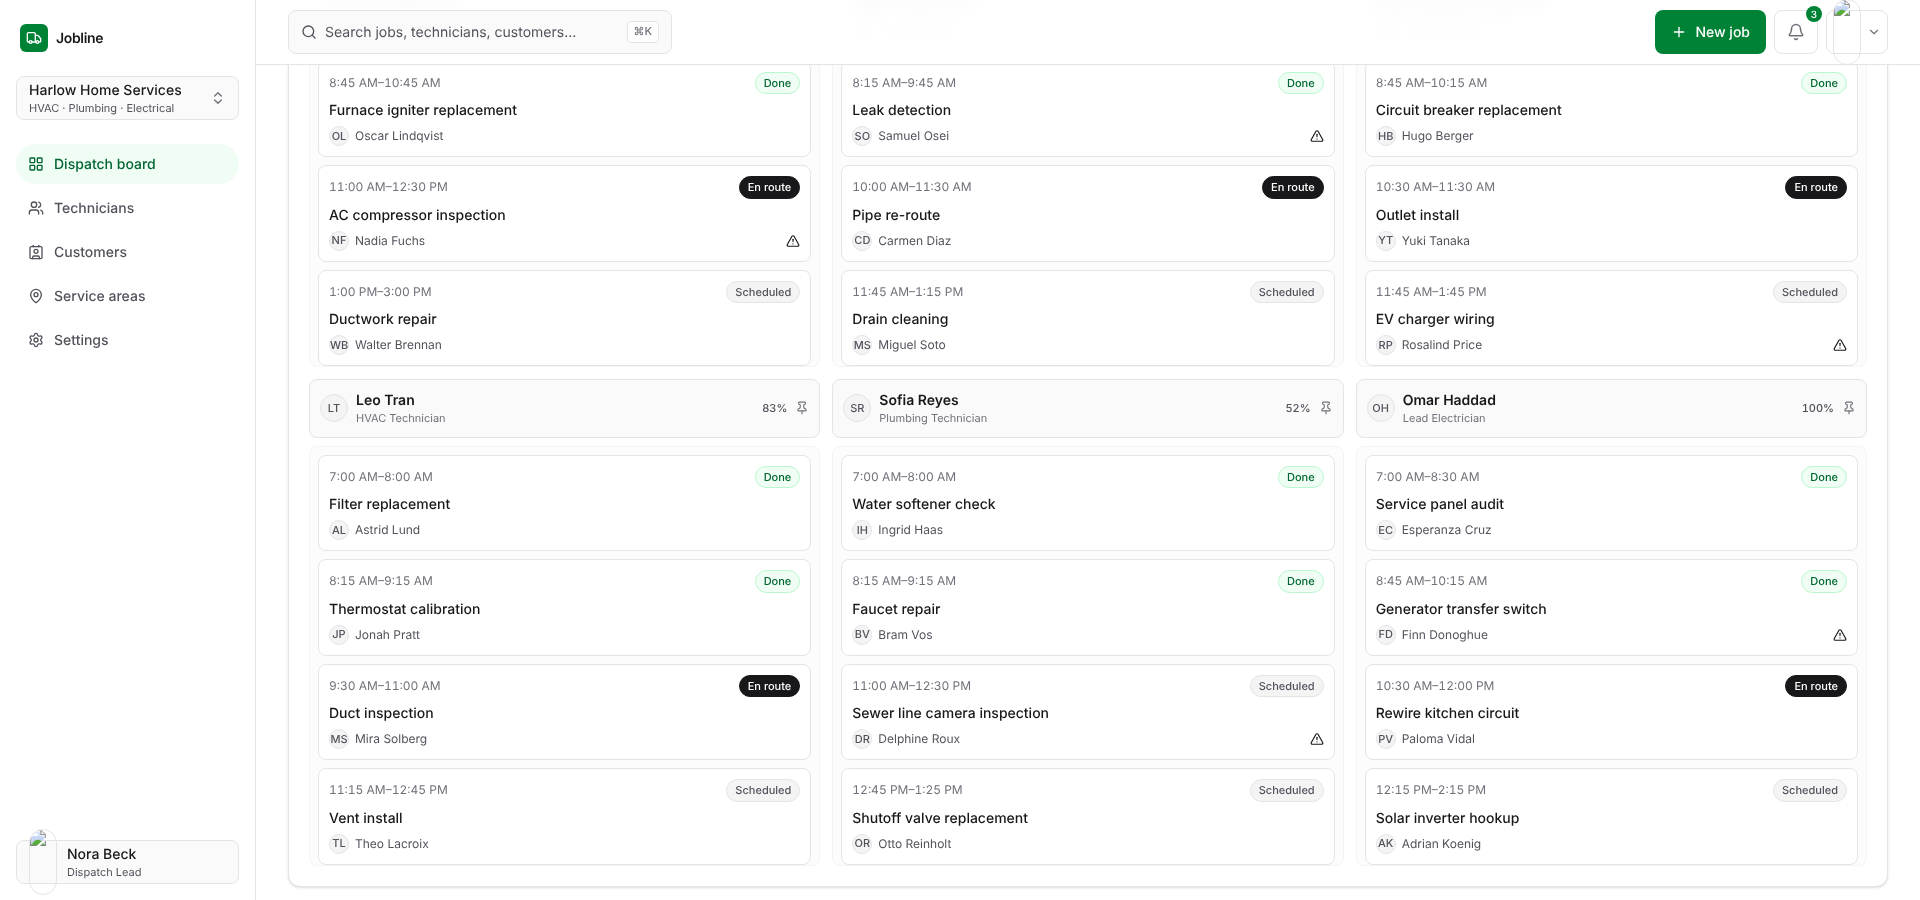 Jobline
Harlow Home Services
HVAC · Plumbing · Electrical
Dispatch board
Technicians
Customers
Service areas
Settings
Nora Beck
Dispatch Lead
Search jobs, technicians, customers...
⌘K
New job
3
8:45 AM–10:45 AM
Done
Furnace igniter replacement
OL Oscar Lindqvist
11:00 AM–12:30 PM
En route
AC compressor inspection
NF Nadia Fuchs
1:00 PM–3:00 PM
Scheduled
Ductwork repair
WB Walter Brennan
8:15 AM–9:45 AM
Done
Leak detection
SO Samuel Osei
10:00 AM–11:30 AM
En route
Pipe re-route
CD Carmen Diaz
11:45 AM–1:15 PM
Scheduled
Drain cleaning
MS Miguel Soto
8:45 AM–10:15 AM
Done
Circuit breaker replacement
HB Hugo Berger
10:30 AM–11:30 AM
En route
Outlet install
YT Yuki Tanaka
11:45 AM–1:45 PM
Scheduled
EV charger wiring
RP Rosalind Price
LT
Leo Tran
HVAC Technician
83%
7:00 AM–8:00 AM
Done
Filter replacement
AL Astrid Lund
8:15 AM–9:15 AM
Done
Thermostat calibration
JP Jonah Pratt
9:30 AM–11:00 AM
En route
Duct inspection
MS Mira Solberg
11:15 AM–12:45 PM
Scheduled
Vent install
TL Theo Lacroix
SR
Sofia Reyes
Plumbing Technician
52%
7:00 AM–8:00 AM
Done
Water softener check
IH Ingrid Haas
8:15 AM–9:15 AM
Done
Faucet repair
BV Bram Vos
11:00 AM–12:30 PM
Scheduled
Sewer line camera inspection
DR Delphine Roux
12:45 PM–1:25 PM
Scheduled
Shutoff valve replacement
OR Otto Reinholt
OH
Omar Haddad
Lead Electrician
100%
7:00 AM–8:30 AM
Done
Service panel audit
EC Esperanza Cruz
8:45 AM–10:15 AM
Done
Generator transfer switch
FD Finn Donoghue
10:30 AM–12:00 PM
En route
Rewire kitchen circuit
PV Paloma Vidal
12:15 PM–2:15 PM
Scheduled
Solar inverter hookup
AK Adrian Koenig